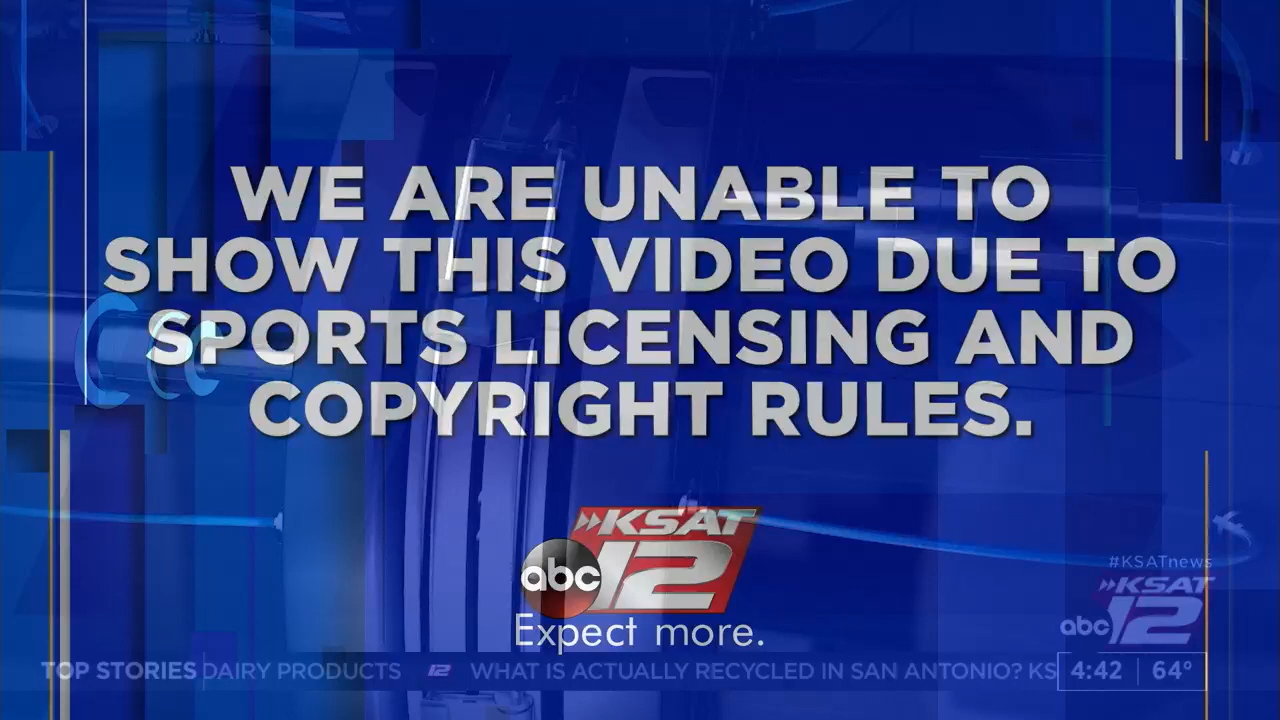 WE ARE UNABLE TO
SHOW THIS VIDEO DUE TO
SPORTS LICENSING AND
COPYRIGHT RULES.
KSAT
abc 12
Expect more.
#KSATnews
KSAT
abc 12
TOP STORIES DAIRY PRODUCTS 12 WHAT IS ACTUALLY RECYCLED IN SAN ANTONIO? KS 4:42 64°